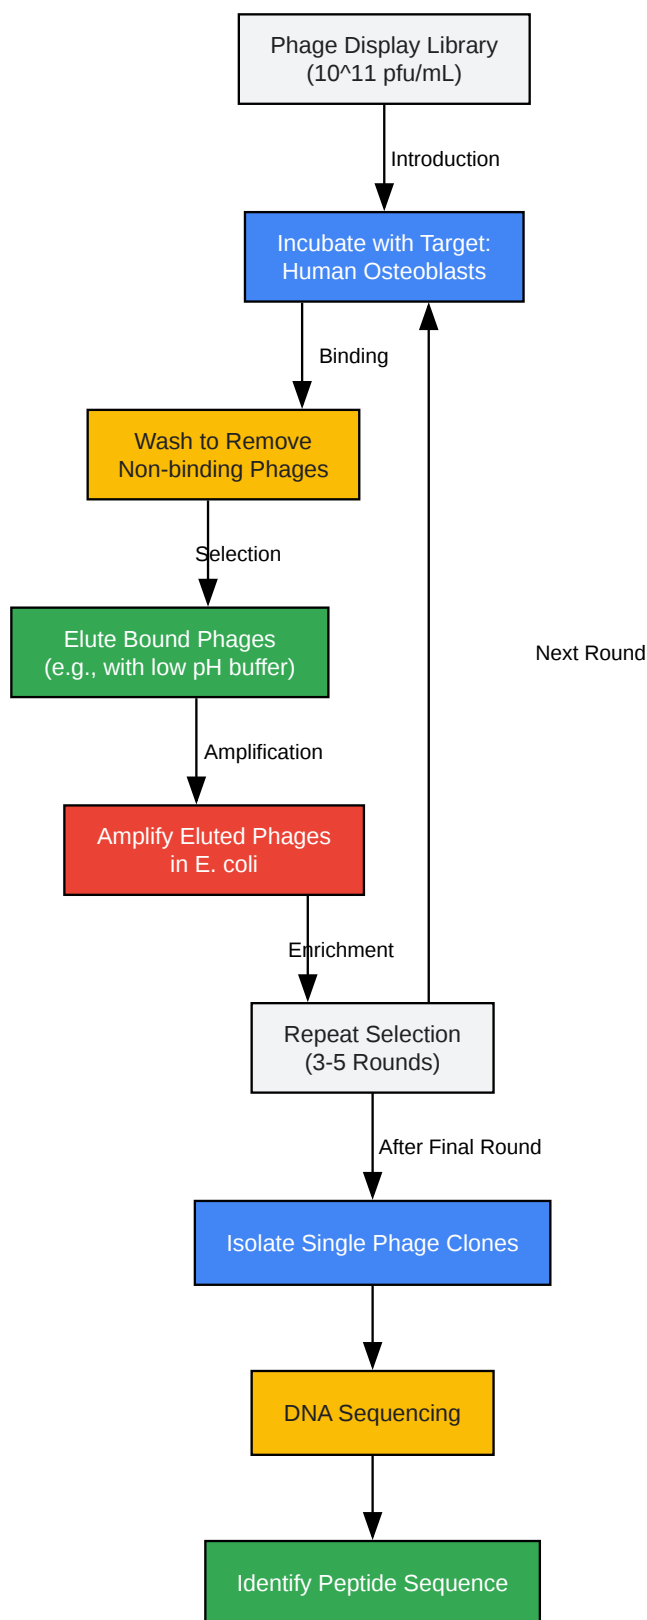 Phage Display Library
(10^11 pfu/mL)
Introduction
Incubate with Target:
Human Osteoblasts
Binding
Wash to Remove
Non-binding Phages
Selection
Elute Bound Phages
(e.g., with low pH buffer)
Next Round
Amplification
Amplify Eluted Phages
in E. coli
Enrichment
Repeat Selection
(3-5 Rounds)
After Final Round
Isolate Single Phage Clones
DNA Sequencing
Identify Peptide Sequence